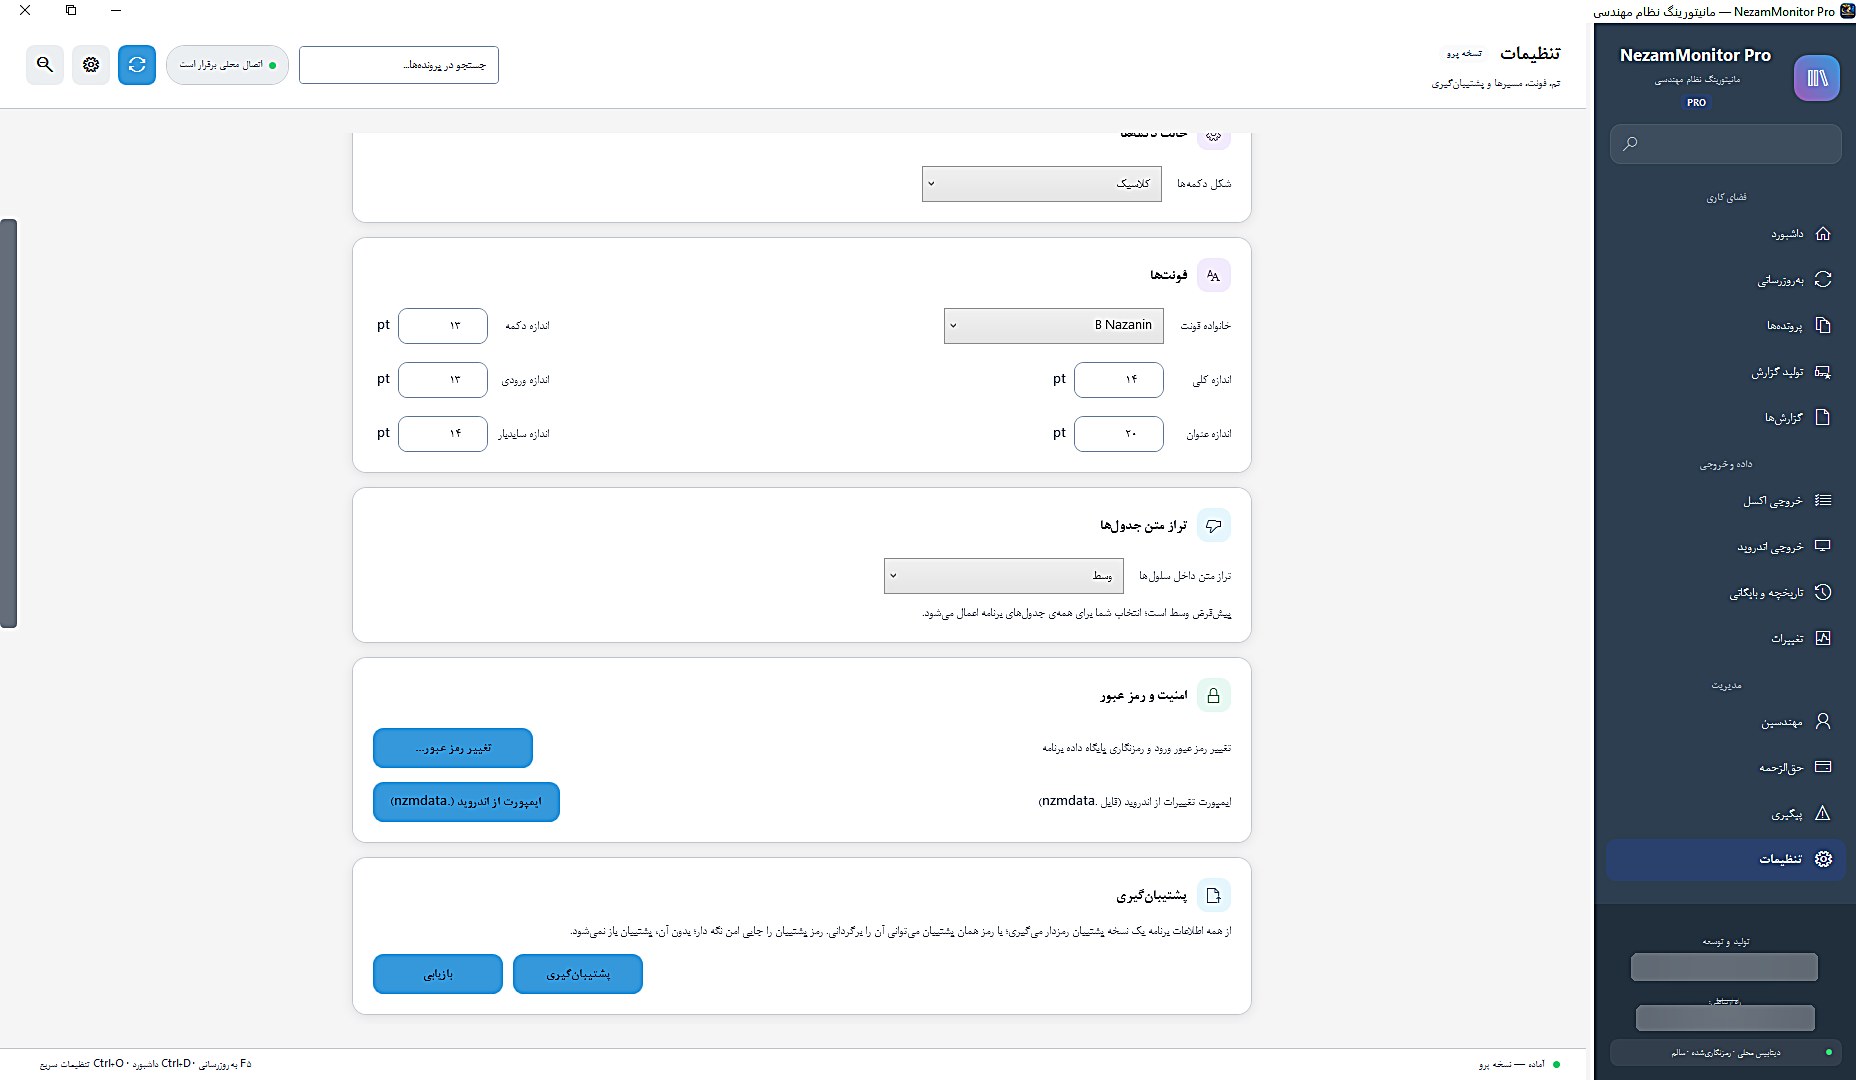 NezamMonitor Pro — مانیتورینگ نظام مهندسی
NezamMonitor Pro
مانیتورینگ نظام مهندسی
PRO
فضای کاری
داشبورد
به‌روزرسانی
پرونده‌ها
تولید گزارش
گزارش‌ها
داده و خروجی
خروجی اکسل
خروجی اندروید
تاریخچه و بایگانی
تغییرات
مدیریت
مهندسین
حق‌الزحمه
پیگیری
تنظیمات
تولید و توسعه
دیتابیس محلی · رمزنگاری‌شده · سالم
تنظیمات
نسخه پرو
تم، فونت، مسیرها و پشتیبان‌گیری
جستجو در پرونده‌ها...
اتصال محلی برقرار است
حالت دکمه‌ها
شکل دکمه‌ها
کلاسیک
فونت‌ها
خانواده فونت
B Nazanin
اندازه دکمه
۱۳ pt
اندازه کلی
۱۴ pt
اندازه ورودی
۱۳ pt
اندازه عنوان
۲۰ pt
اندازه سایدبار
۱۴ pt
تراز متن جدول‌ها
تراز متن داخل سلول‌ها
وسط
پیش‌فرض وسط است؛ انتخاب شما برای همه‌ی جدول‌های برنامه اعمال می‌شود.
امنیت و رمز عبور
تغییر رمز عبور ورود و رمزنگاری پایگاه داده برنامه
تغییر رمز عبور...
ایمپورت تغییرات از اندروید (فایل .nzmdata)
ایمپورت از اندروید (.nzmdata)
پشتیبان‌گیری
از همه اطلاعات برنامه یک نسخه پشتیبان رمزدار می‌گیری؛ با رمز همان پشتیبان می‌توانی آن را برگردانی. رمز پشتیبان را جایی امن نگه دار؛ بدون آن، پشتیبان باز نمی‌شود.
پشتیبان‌گیری
بازیابی
آماده — نسخه پرو
F۵ به روزرسانی · Ctrl+D داشبورد · Ctrl+O تنظیمات سریع